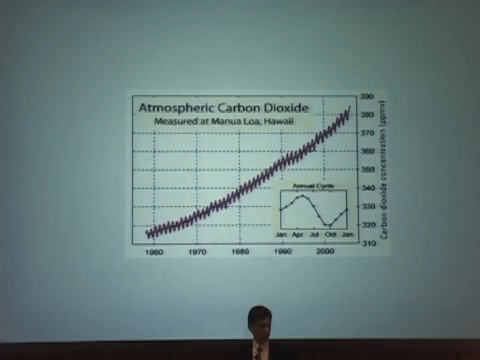 Atmospheric Carbon Dioxide
Measured at Manua Loa, Hawaii
390
380
370
360
350
340
330
320
310
Carbon dioxide concentration (ppmv)
Annual Cycle
Jan Apr Jul Oct Jan
1960 1970 1980 1990 2000